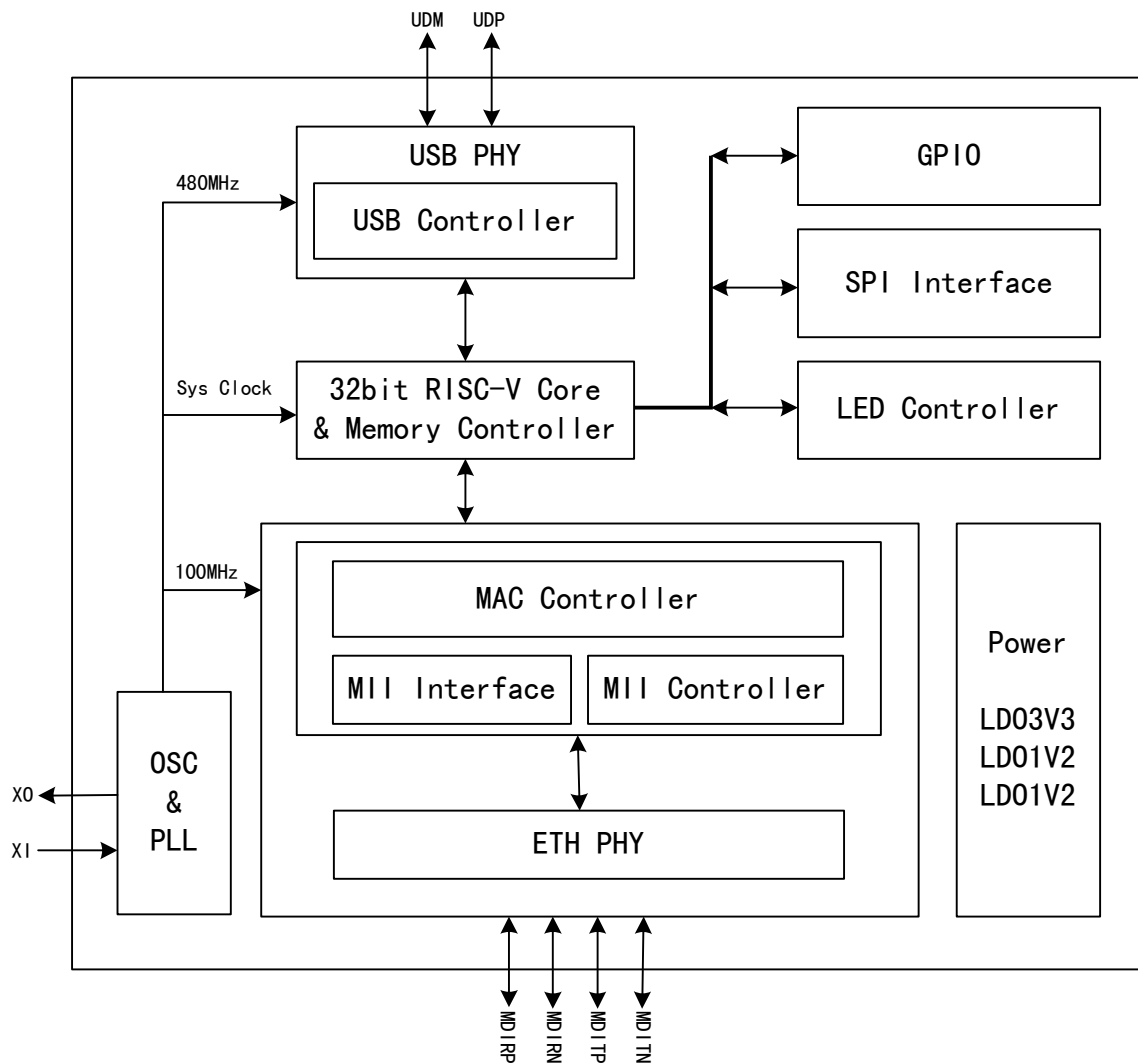 UDM UDP
USB PHY
GPIO
480MHz
USB Controller
SPI Interface
Sys Clock
32bit RISC-V Core
& Memory Controller
LED Controller
100MHz
MAC Controller
Power
MII Interface
MII Controller
LDO3V3
LDO1V2
LDO1V2
OSC
&
PLL
XO
XI
ETH PHY
MDIRP
MDIRN
MDITP
MDITN